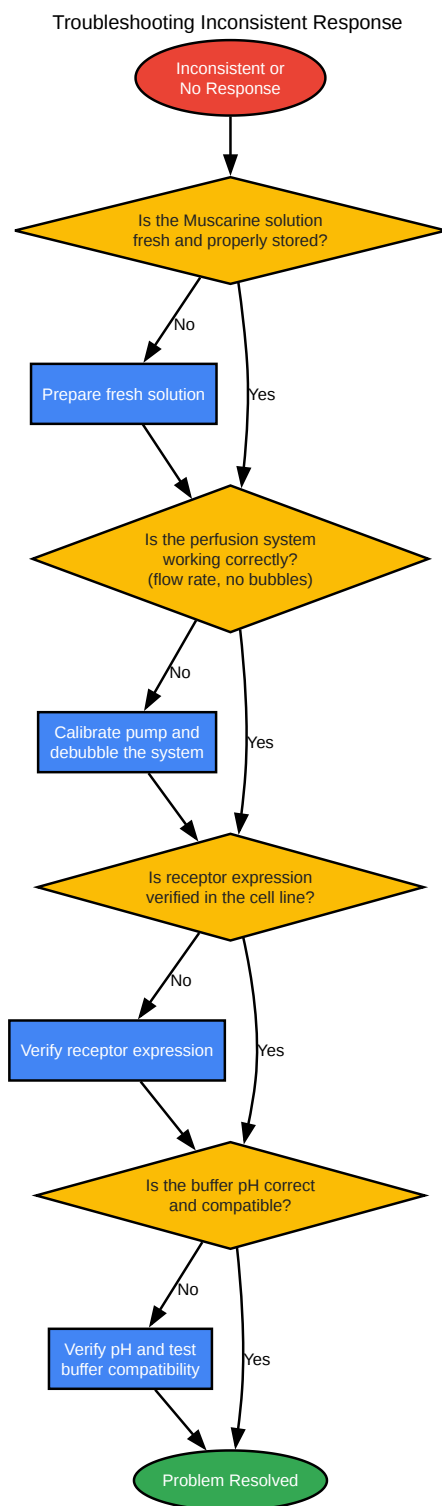 Troubleshooting Inconsistent Response
Inconsistent or
No Response
Is the Muscarine solution
fresh and properly stored?
No
Prepare fresh solution
Yes
Is the perfusion system
working correctly?
(flow rate, no bubbles)
No
Calibrate pump and
debubble the system
Yes
Is receptor expression
verified in the cell line?
No
Verify receptor expression
Yes
Is the buffer pH correct
and compatible?
No
Verify pH and test
buffer compatibility
Yes
Problem Resolved